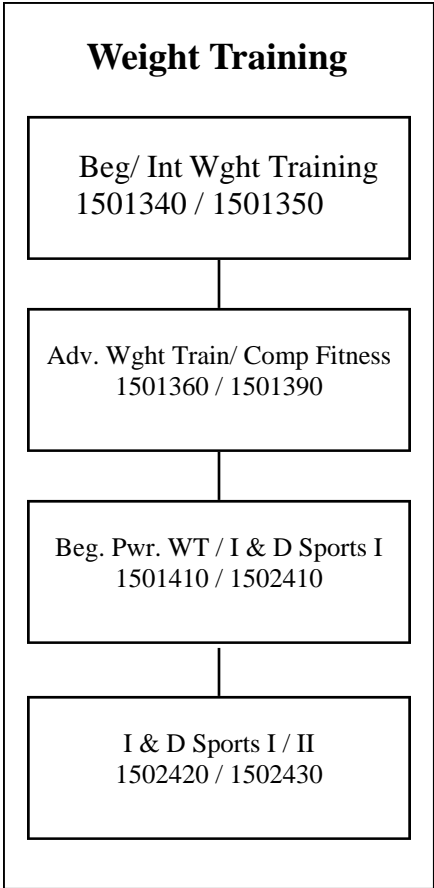 Weight Training
Beg/ Int Wght Training
1501340 / 1501350
Adv. Wght Train/ Comp Fitness
1501360 / 1501390
Beg. Pwr. WT / I & D Sports I
1501410 / 1502410
I & D Sports I / II
1502420 / 1502430